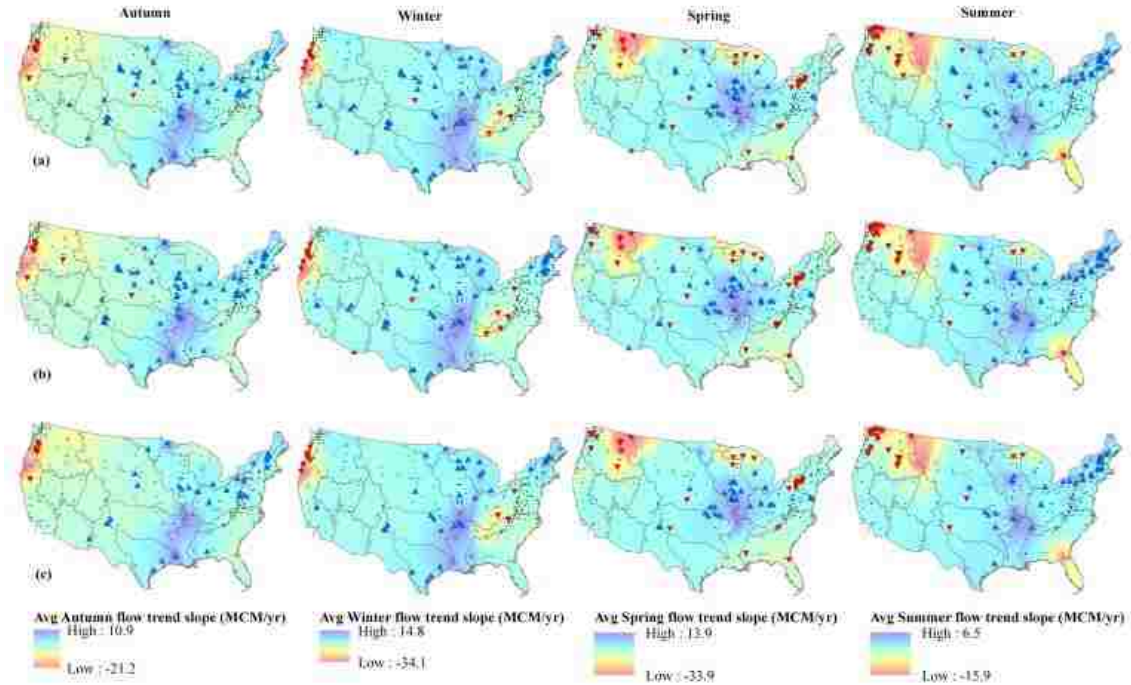 Autumn Winter Spring Summer
(a)
(b)
(c)
Avg Autumn flow trend slope (MCM/yr) Avg Winter flow trend slope (MCM/yr) Avg Spring flow trend slope (MCM/yr) Avg Summer flow trend slope (MCM/yr)
High : 10.9 High : 14.8 High : 13.9 High : 6.5
Low : -21.2 Low : -34.1 Low : -33.9 Low : -15.9